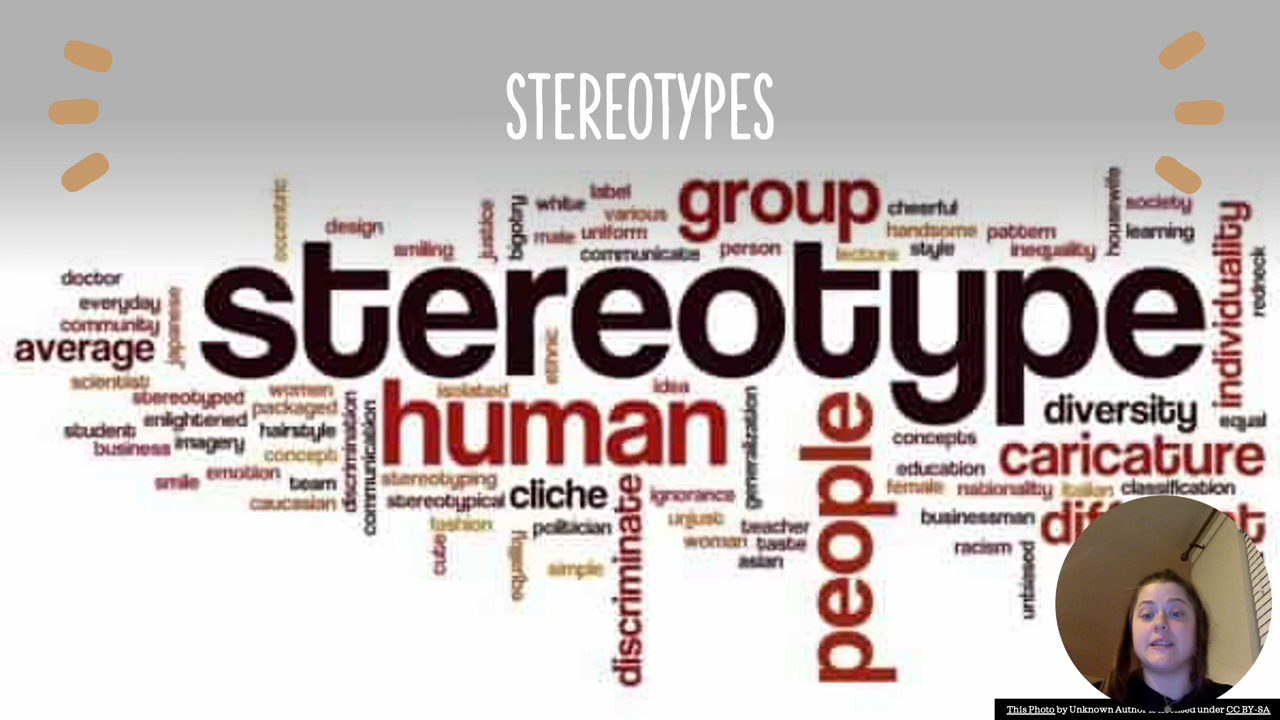 STEREOTYPES
eccentric
design
smiling
justice
bigotry
white
label
various
male
uniform
communicate
group
person
cheerful
handsome
pattern
lecture
style
inequality
housewife
society
learning
individuality
redneck
doctor
everyday
community
average
japanese
stereotype
scientist
stereotyped
enlightened
student
business
imagery
smile
emotion
women
packaged
hairstyle
concept
team
caucasian
discrimination
communication
isolated
ethnic
human
idea
stereotyping
stereotypical
cliche
fashion
cute
equality
politician
simple
discriminate
ignorance
unjust
woman
teacher
taste
asian
generalization
people
diversity
equal
concepts
caricature
education
female
nationality
italian
classification
businessman
racism
unbiased
This Photo by Unknown Author is licensed under CC BY-SA